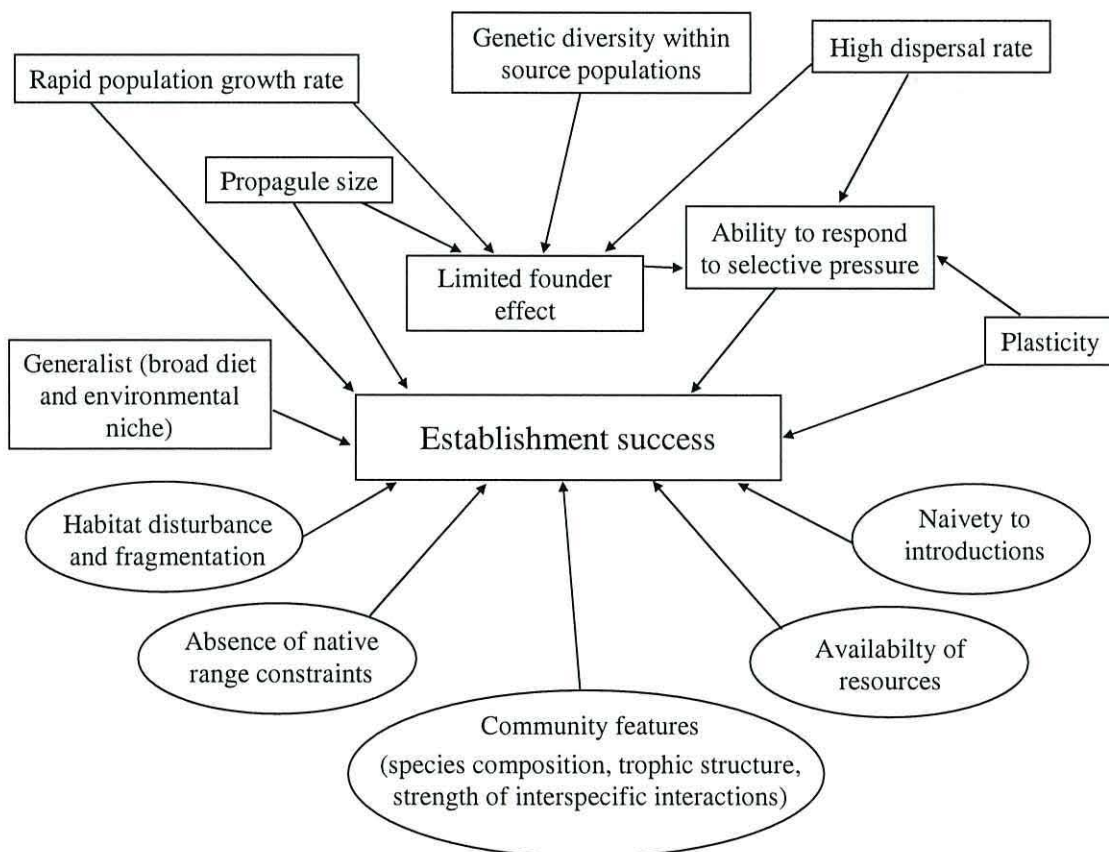 Genetic diversity within
source populations
High dispersal rate
Rapid population growth rate
Propagule size
Ability to respond
to selective pressure
Limited founder
effect
Plasticity
Generalist (broad diet
and environmental
niche)
Establishment success
Habitat disturbance
and fragmentation
Naivety to
introductions
Absence of native
range constraints
Availabilty of
resources
Community features
(species composition, trophic structure,
strength of interspecific interactions)